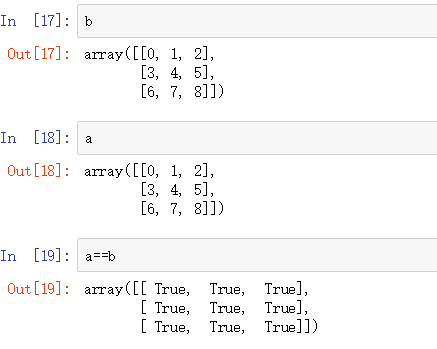 In [17]: b
Out[17]: array([[0, 1, 2],
[3, 4, 5],
[6, 7, 8]])
In [18]: a
Out[18]: array([[0, 1, 2],
[3, 4, 5],
[6, 7, 8]])
In [19]: a==b
Out[19]: array([[ True, True, True],
[ True, True, True],
[ True, True, True]])